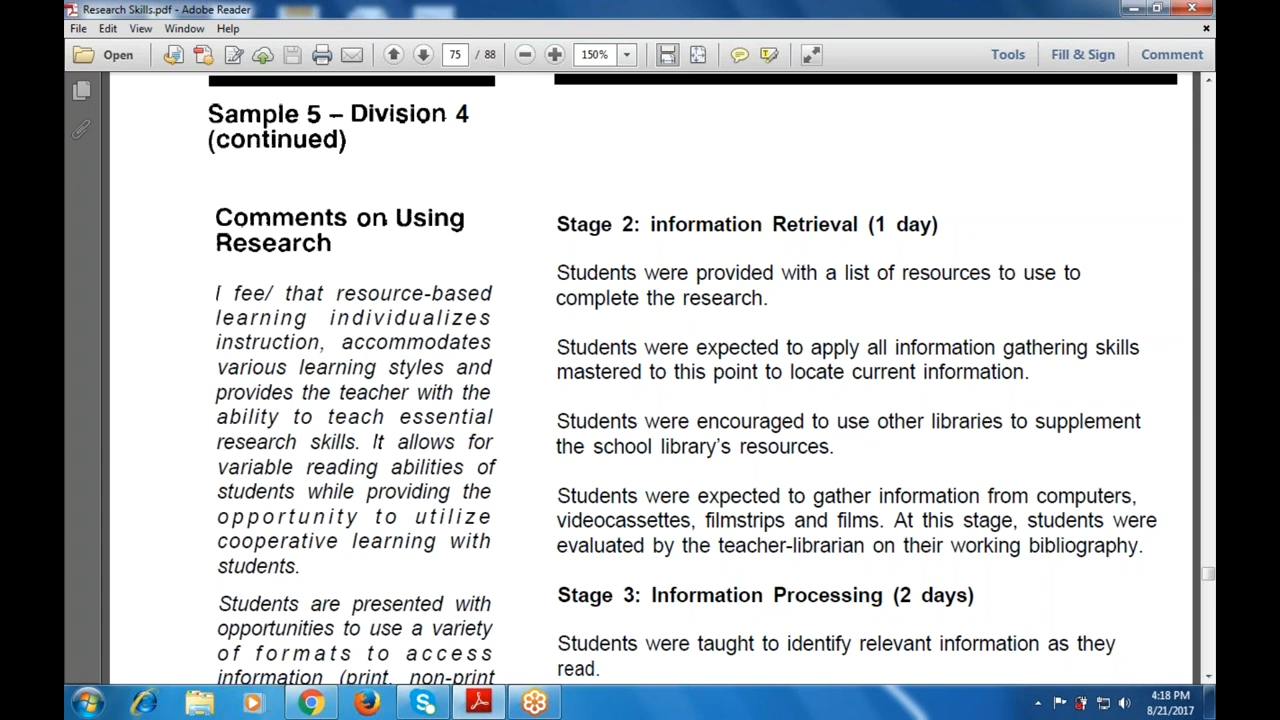 Research Skills.pdf - Adobe Reader
File Edit View Window Help
Open 75 / 88 150% Tools Fill & Sign Comment
Sample 5 – Division 4
(continued)
Comments on Using
Research
I fee/ that resource-based
learning individualizes
instruction, accommodates
various learning styles and
provides the teacher with the
ability to teach essential
research skills. It allows for
variable reading abilities of
students while providing the
opportunity to utilize
cooperative learning with
students.
Students are presented with
opportunities to use a variety
of formats to access
information (print, non-print
Stage 2: information Retrieval (1 day)
Students were provided with a list of resources to use to
complete the research.
Students were expected to apply all information gathering skills
mastered to this point to locate current information.
Students were encouraged to use other libraries to supplement
the school library's resources.
Students were expected to gather information from computers,
videocassettes, filmstrips and films. At this stage, students were
evaluated by the teacher-librarian on their working bibliography.
Stage 3: Information Processing (2 days)
Students were taught to identify relevant information as they
read.
4:18 PM
8/21/2017